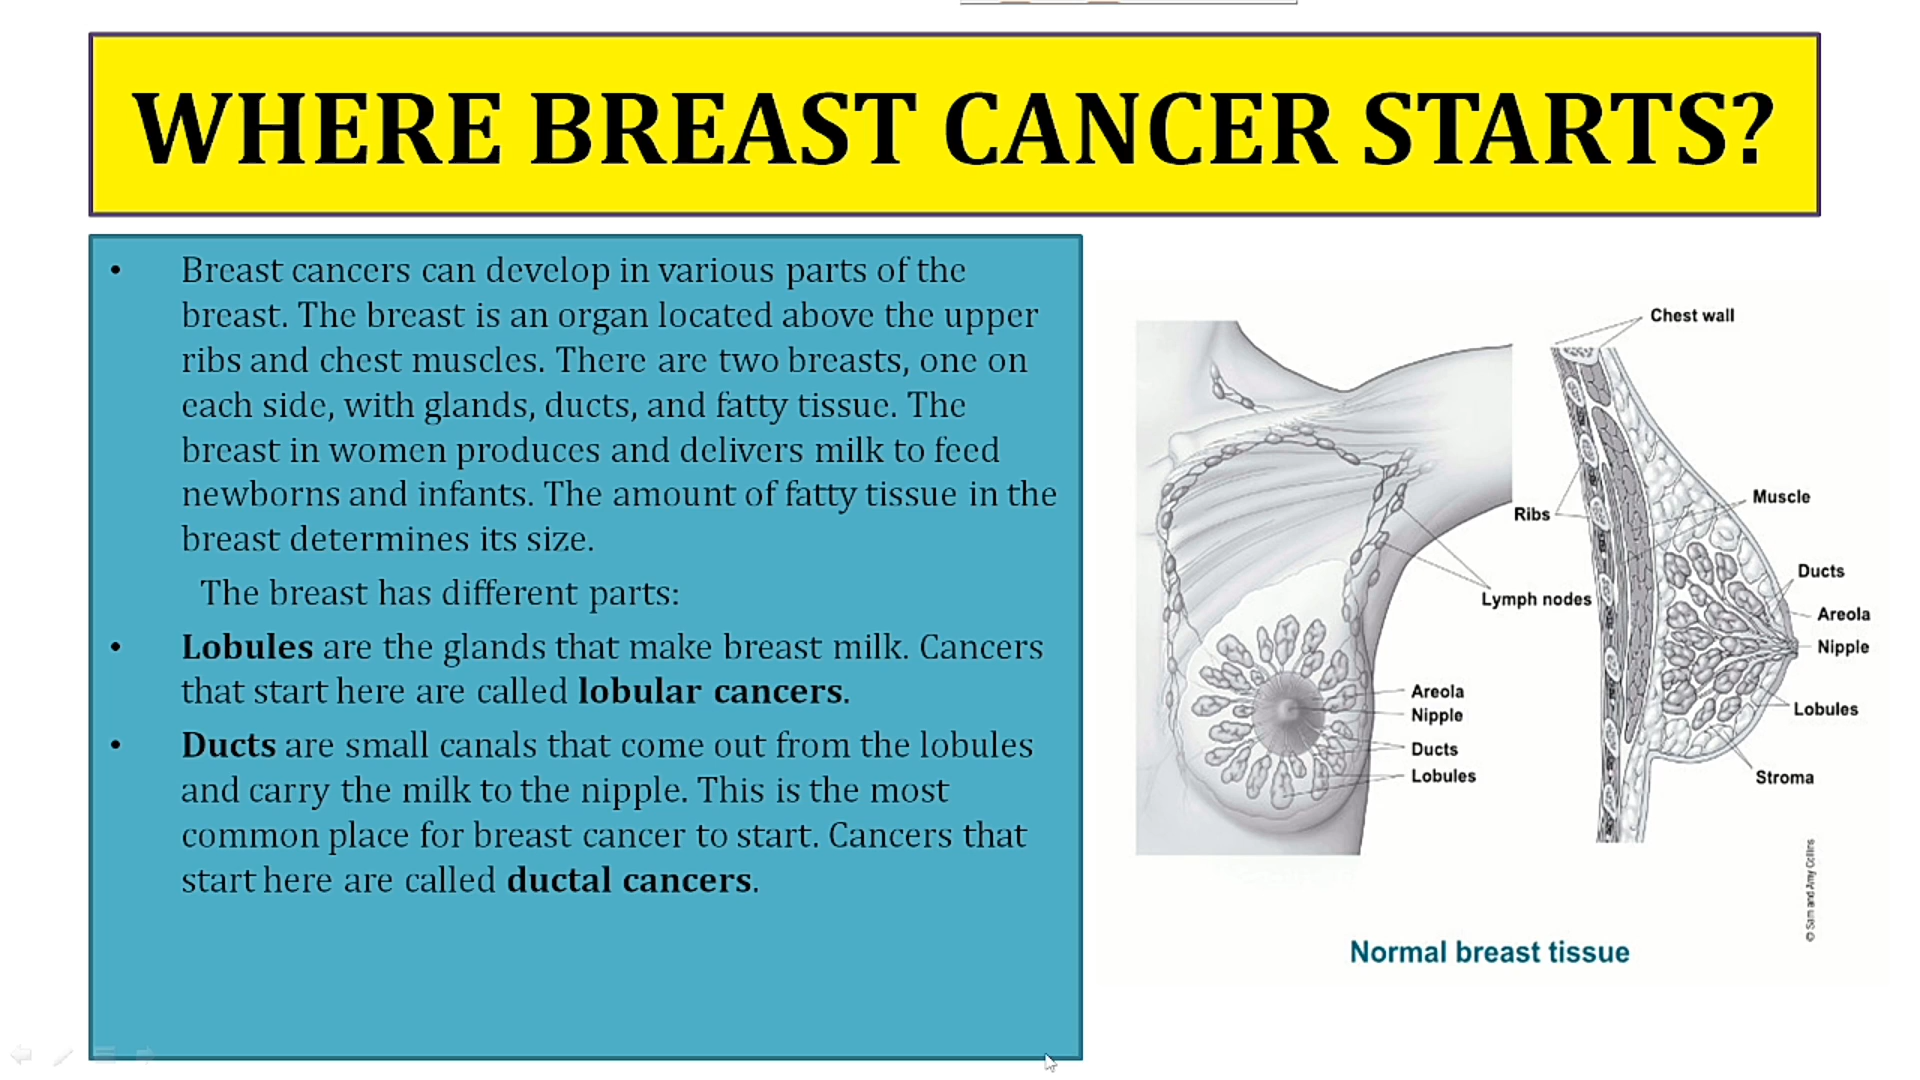 WHERE BREAST CANCER STARTS?
• Breast cancers can develop in various parts of the
breast. The breast is an organ located above the upper
ribs and chest muscles. There are two breasts, one on
each side, with glands, ducts, and fatty tissue. The
breast in women produces and delivers milk to feed
newborns and infants. The amount of fatty tissue in the
breast determines its size.
The breast has different parts:
• Lobules are the glands that make breast milk. Cancers
that start here are called lobular cancers.
• Ducts are small canals that come out from the lobules
and carry the milk to the nipple. This is the most
common place for breast cancer to start. Cancers that
start here are called ductal cancers.
Chest wall
Muscle
Ribs
Ducts
Lymph nodes
Areola
Nipple
Areola
Nipple
Lobules
Ducts
Lobules
Stroma
© Sam and Amy Collins
Normal breast tissue